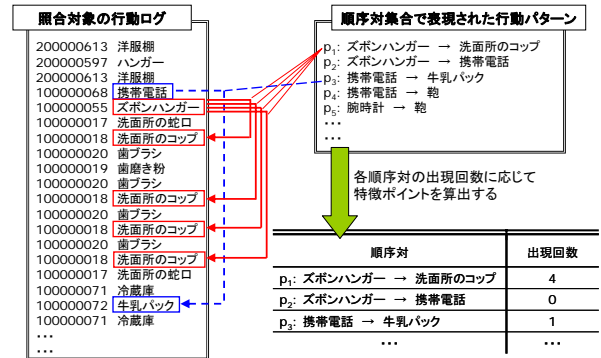 照合対象の行動ログ
200000613 洋服棚
200000597 ハンガー
200000613 洋服棚
100000068 携帯電話
100000055 ズボンハンガー
100000017 洗面所の蛇口
100000018 洗面所のコップ
100000020 歯ブラシ
100000019 歯磨き粉
100000020 歯ブラシ
100000018 洗面所のコップ
100000020 歯ブラシ
100000018 洗面所のコップ
100000020 歯ブラシ
100000018 洗面所のコップ
100000017 洗面所の蛇口
100000071 冷蔵庫
100000072 牛乳パック
100000071 冷蔵庫
…
…
順序対集合で表現された行動パターン
p1: ズボンハンガー → 洗面所のコップ
p2: ズボンハンガー → 携帯電話
p3: 携帯電話 → 牛乳パック
p4: 携帯電話 → 鞄
p5: 腕時計 → 鞄
…
…
各順序対の出現回数に応じて
特徴ポイントを算出する
順序対 出現回数
p1: ズボンハンガー → 洗面所のコップ 4
p2: ズボンハンガー → 携帯電話 0
p3: 携帯電話 → 牛乳パック 1
… …